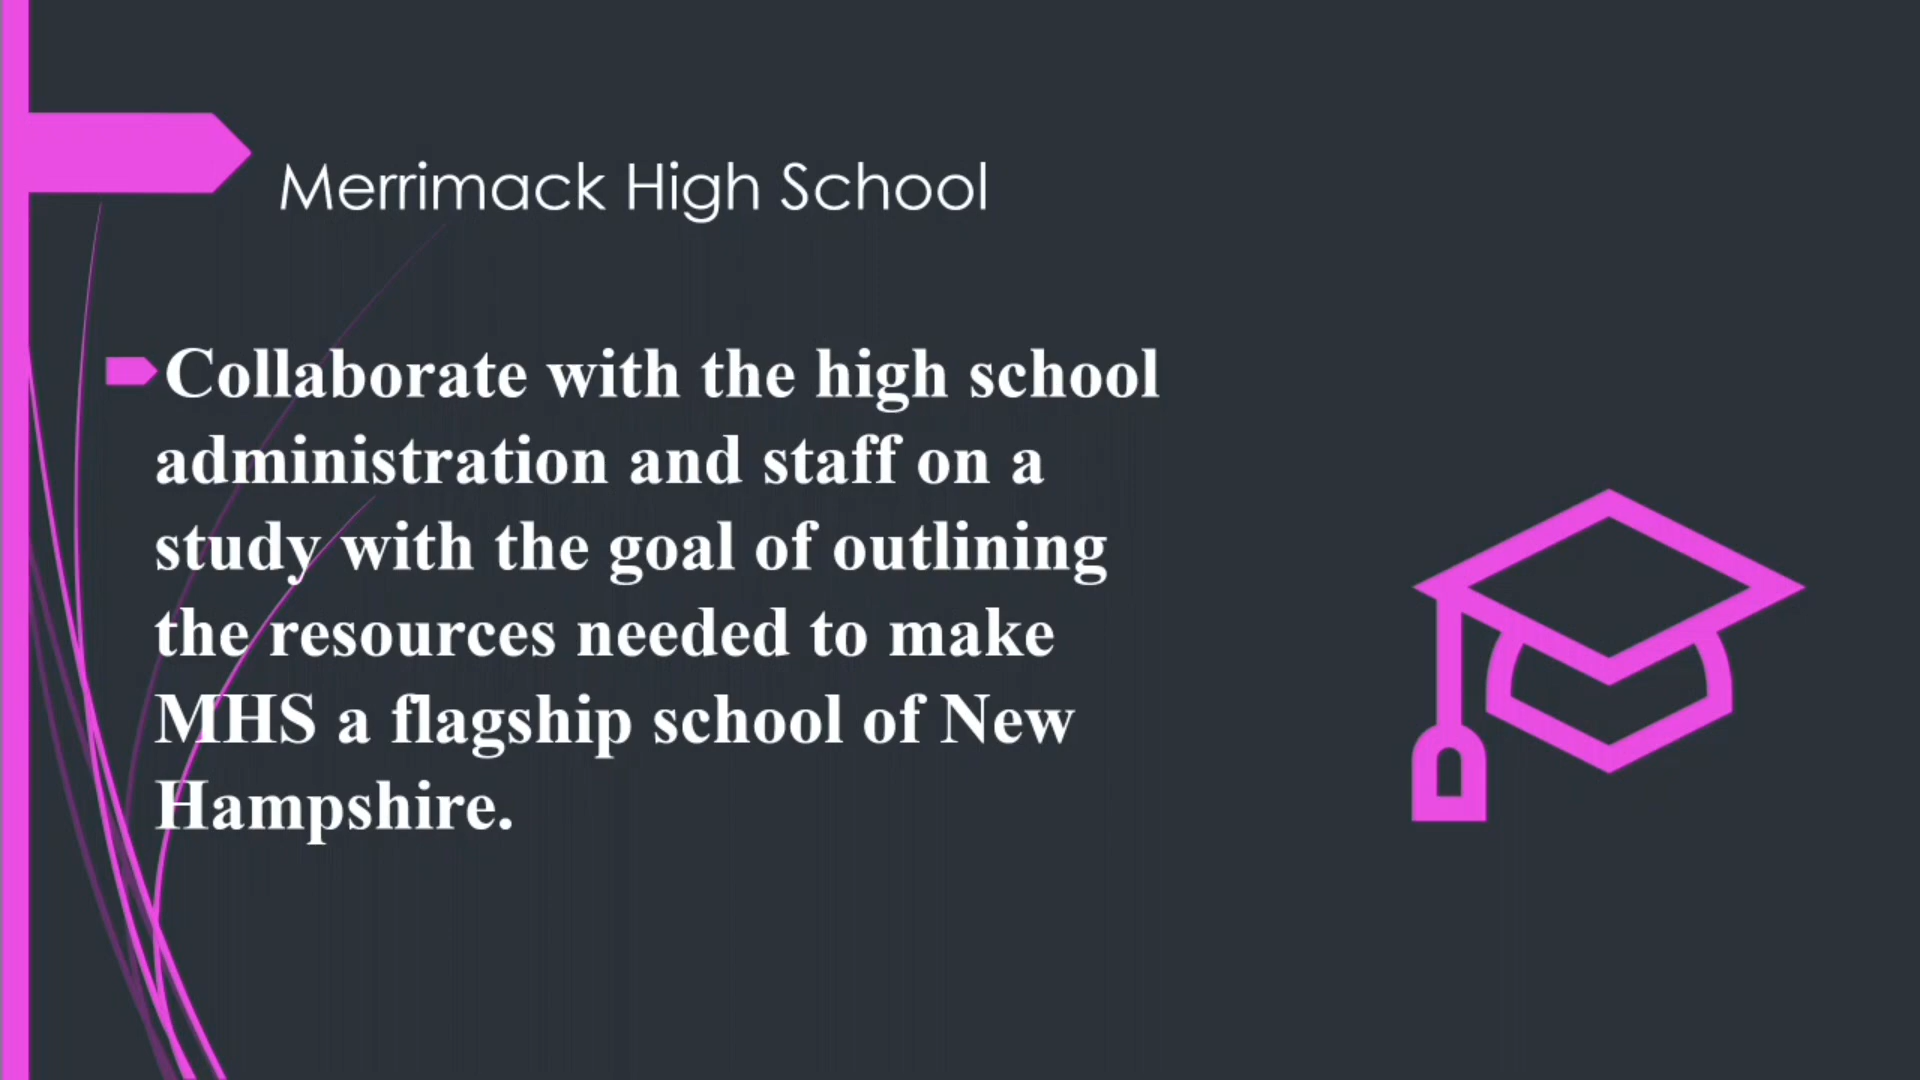 Merrimack High School
Collaborate with the high school
administration and staff on a
study with the goal of outlining
the resources needed to make
MHS a flagship school of New
Hampshire.